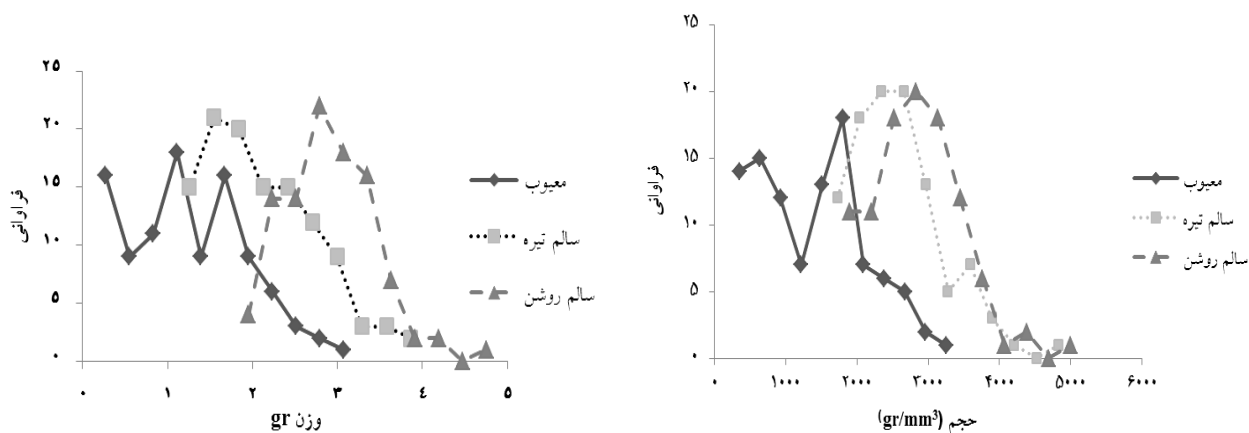 ۲۵
۲۰
۱۵
۱۰
۵
۰
فراوانی
۰ ۱ ۲ ۳ ٤ ۵
وزن gr
معیوب
سالم تیره
سالم روشن
۲۵
۲۰
۱۵
۱۰
۵
۰
فراوانی
۰ ۱۰۰۰ ۲۰۰۰ ۳۰۰۰ ۴۰۰۰ ۵۰۰۰ ۶۰۰۰
حجم (gr/mm³)
معیوب
سالم تیره
سالم روشن